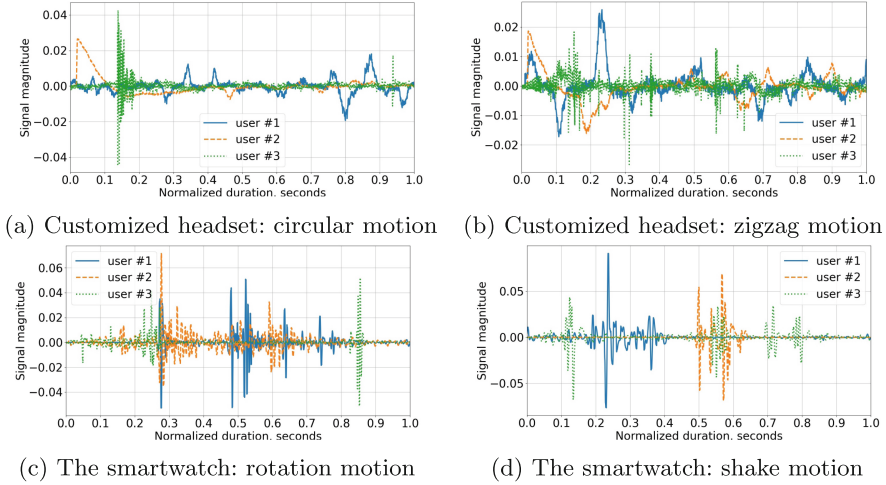 0.04
0.02
0.00
−0.02
−0.04
Signal magnitude
user #1
user #2
user #3
0.0 0.1 0.2 0.3 0.4 0.5 0.6 0.7 0.8 0.9 1.0
Normalized duration. seconds
(a) Customized headset: circular motion
0.02
0.01
0.00
−0.01
−0.02
Signal magnitude
user #1
user #2
user #3
0.0 0.1 0.2 0.3 0.4 0.5 0.6 0.7 0.8 0.9 1.0
Normalized duration. seconds
(b) Customized headset: zigzag motion
0.06
0.04
0.02
0.00
−0.02
−0.04
Signal magnitude
user #1
user #2
user #3
0.0 0.1 0.2 0.3 0.4 0.5 0.6 0.7 0.8 0.9 1.0
Normalized duration. seconds
(c) The smartwatch: rotation motion
0.05
0.00
−0.05
Signal magnitude
user #1
user #2
user #3
0.0 0.1 0.2 0.3 0.4 0.5 0.6 0.7 0.8 0.9 1.0
Normalized duration. seconds
(d) The smartwatch: shake motion